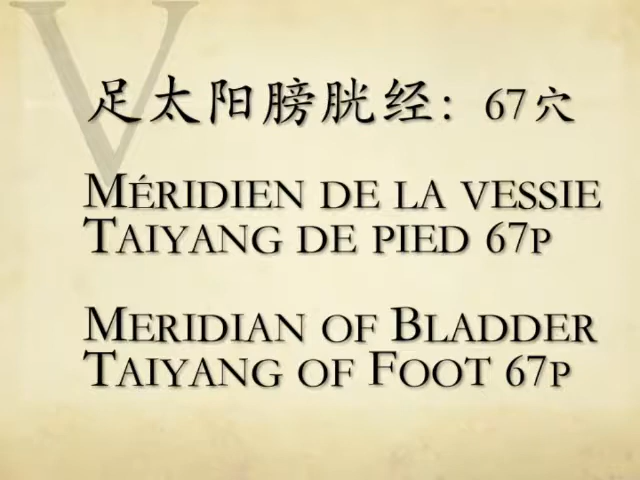 V
足太阳膀胱经：67穴
MÉRIDIEN DE LA VESSIE
TAIYANG DE PIED 67P
MERIDIAN OF BLADDER
TAIYANG OF FOOT 67P